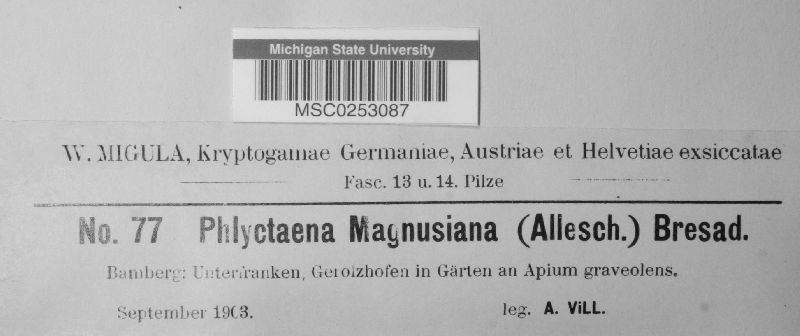 Michigan State University
MSC0253087
W. MIGULA, Kryptogamae Germaniae, Austriae et Helvetiae exsiccatae
Fasc. 13 u. 14. Pilze
No. 77 Phlyctaena Magnusiana (Allesch.) Bresad.
Bamberg: Unterfranken, Gerolzhofen in Gärten an Apium graveolens.
September 1903. leg. A. VILL.